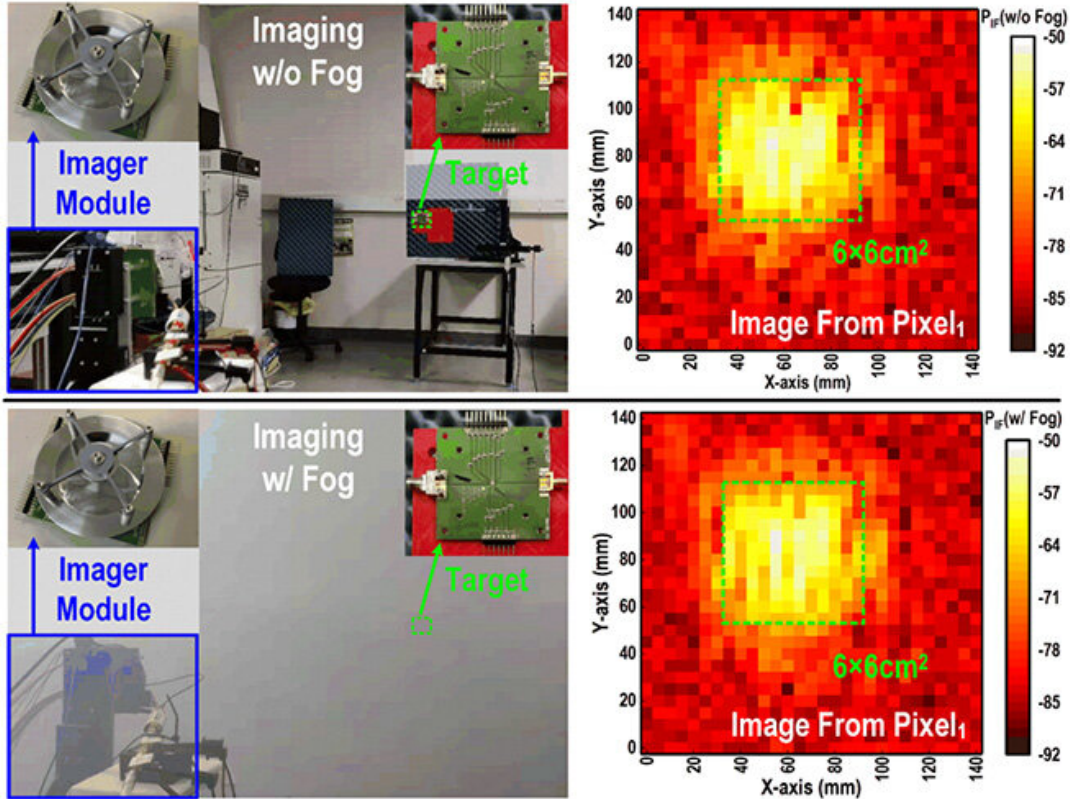 Imaging
w/o Fog
Imager
Module
Target
P_IF(w/o Fog)
140
120
100
80
60
40
20
0
Y-axis (mm)
6×6cm²
Image From Pixel₁
0 20 40 60 80 100 120 140
X-axis (mm)
-50
-57
-64
-71
-78
-85
-92
Imaging
w/ Fog
Imager
Module
Target
P_IF(w/ Fog)
140
120
100
80
60
40
20
0
Y-axis (mm)
6×6cm²
Image From Pixel₁
0 20 40 60 80 100 120 140
X-axis (mm)
-50
-57
-64
-71
-78
-85
-92